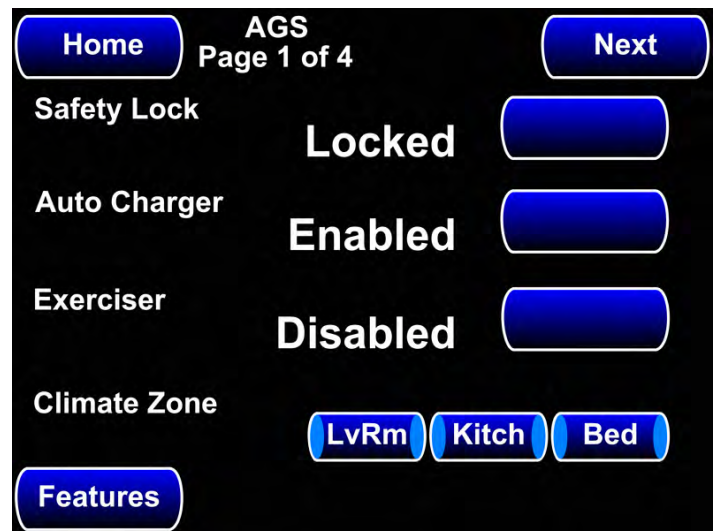 Home
AGS
Page 1 of 4
Next
Safety Lock
Locked
Auto Charger
Enabled
Exerciser
Disabled
Climate Zone
LvRm Kitch Bed
Features